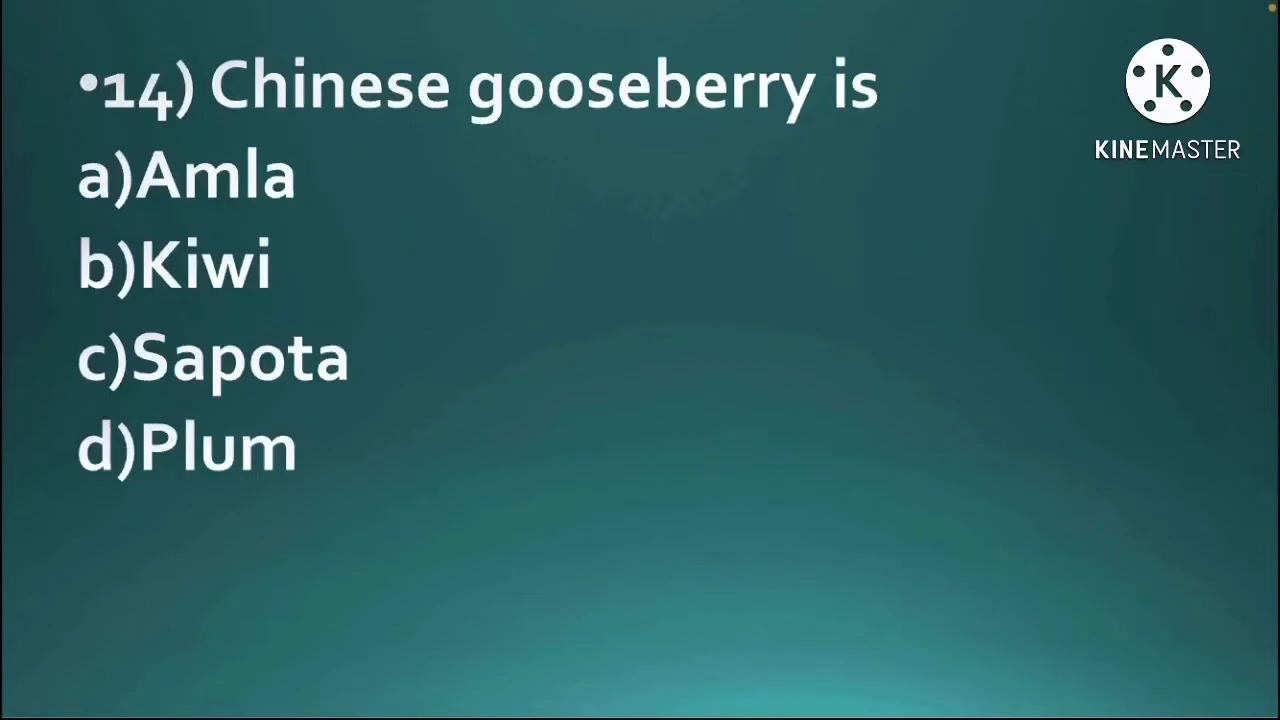 •14) Chinese gooseberry is
a)Amla
b)Kiwi
c)Sapota
d)Plum
K
KINEMASTER